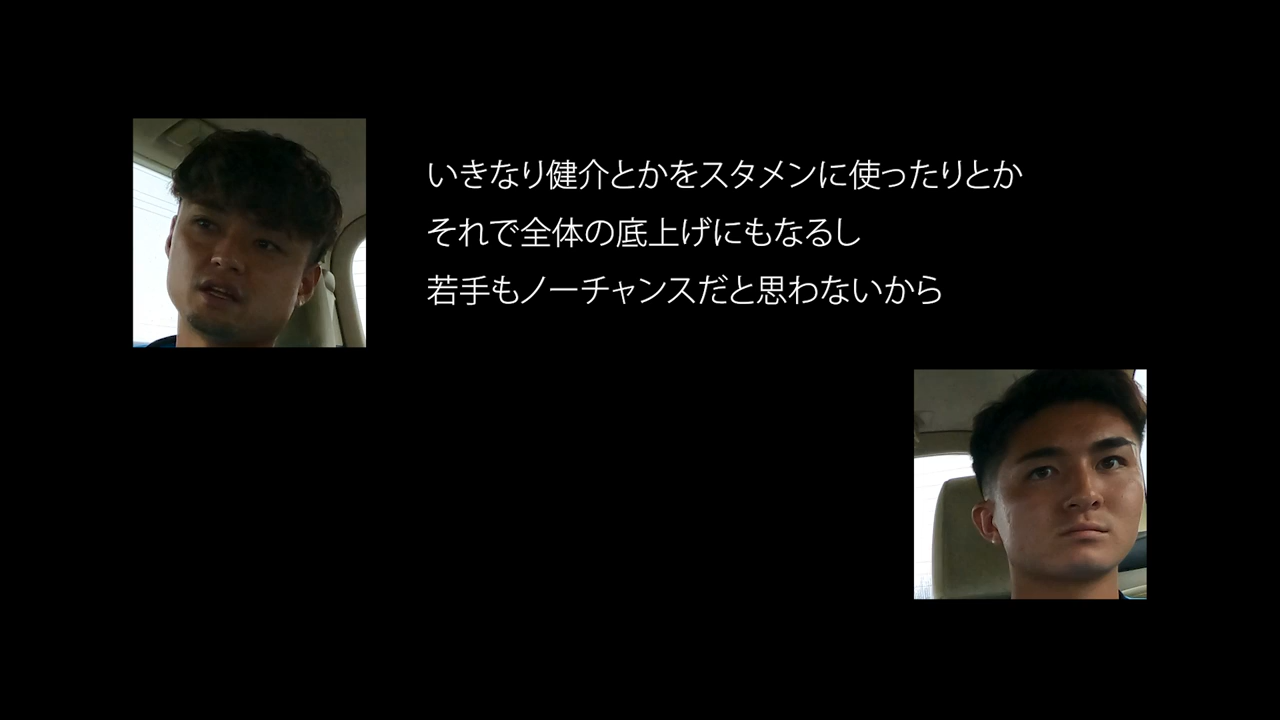 いきなり健介とかをスタメンに使ったりとか
それで全体の底上げにもなるし
若手もノーチャンスだと思わないから